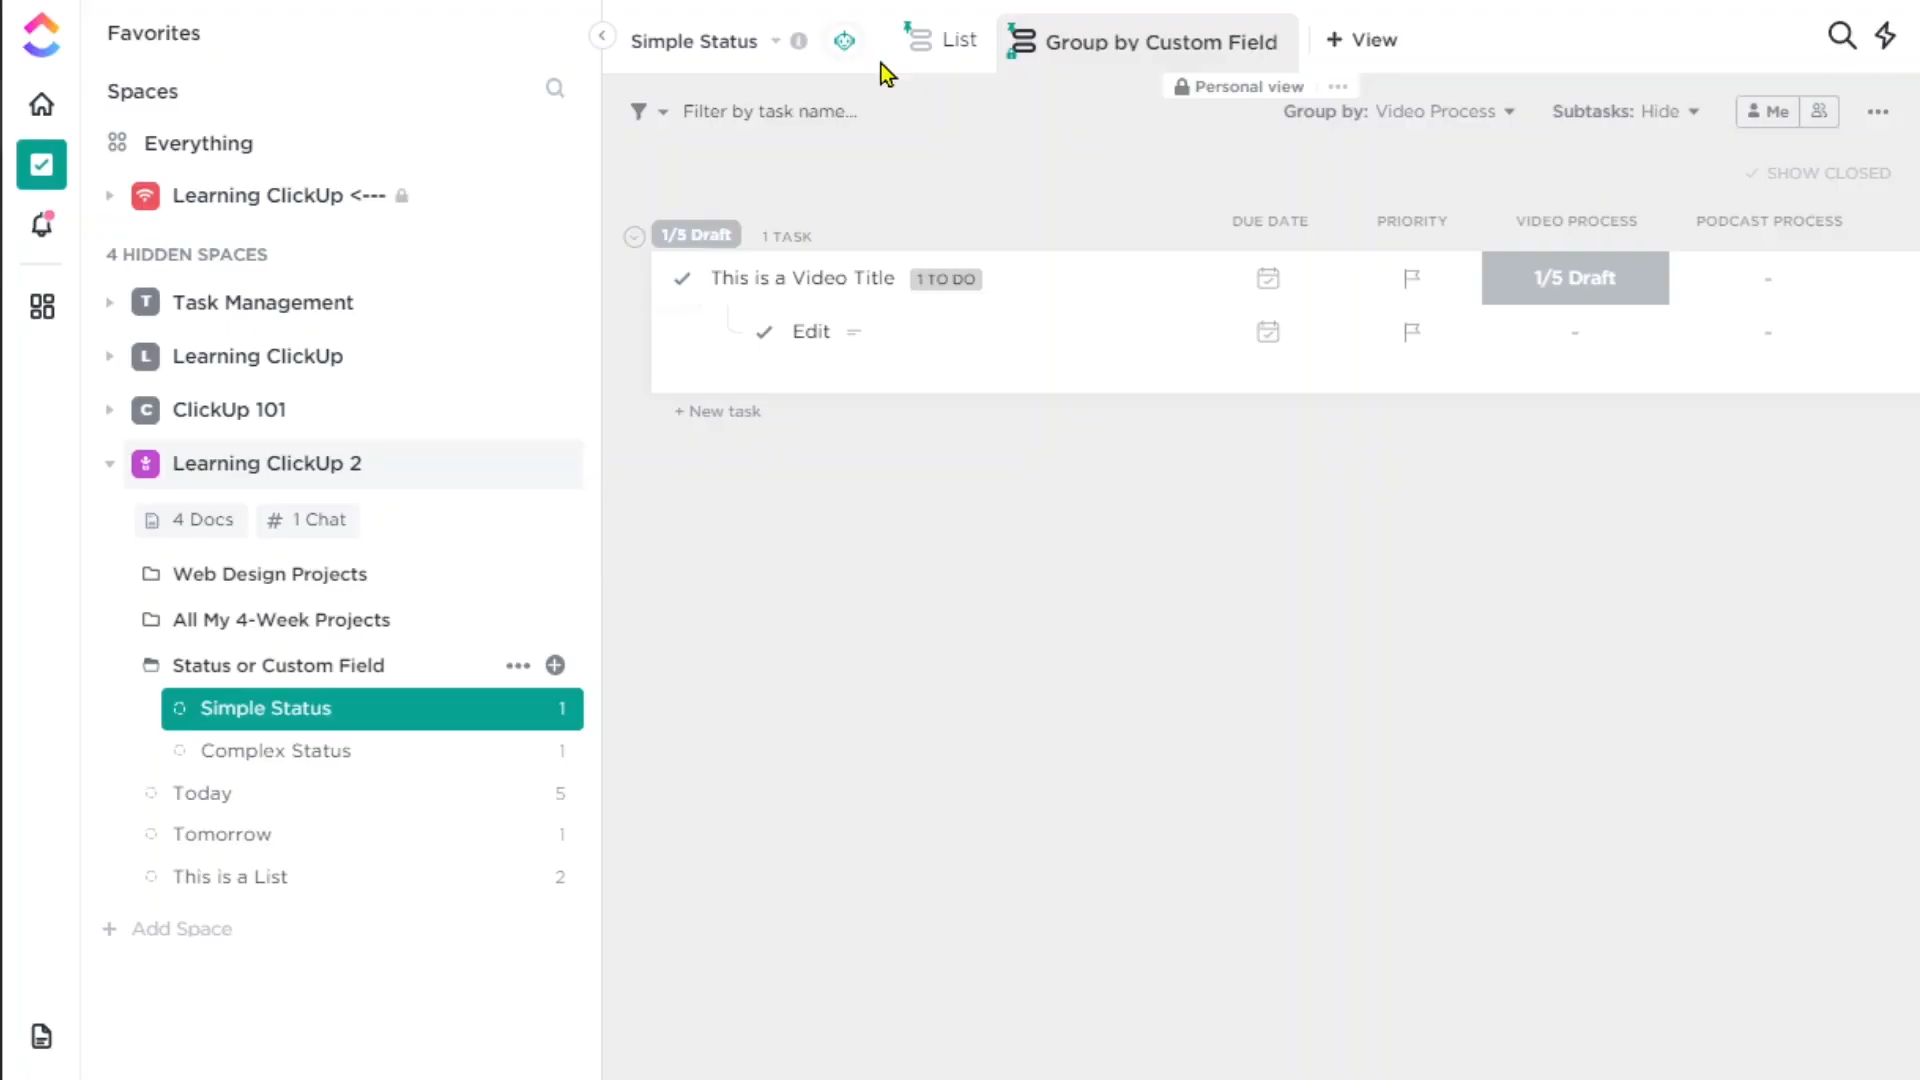 Favorites
Spaces
Everything
Learning ClickUp <---
4 HIDDEN SPACES
T Task Management
L Learning ClickUp
C ClickUp 101
Learning ClickUp 2
4 Docs # 1 Chat
Web Design Projects
All My 4-Week Projects
Status or Custom Field
Simple Status 1
Complex Status 1
Today 5
Tomorrow 1
This is a List 2
+ Add Space
Simple Status List Group by Custom Field + View
Personal view
Filter by task name... Group by: Video Process Subtasks: Hide Me
SHOW CLOSED
1/5 Draft 1 TASK DUE DATE PRIORITY VIDEO PROCESS PODCAST PROCESS
This is a Video Title 1 TO DO 1/5 Draft -
Edit - -
+ New task